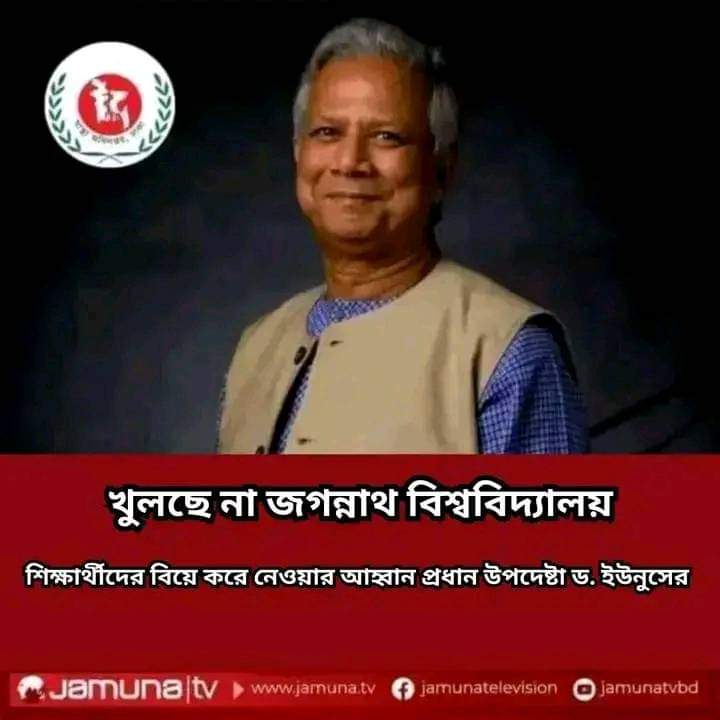 খুলছে না জগন্নাথ বিশ্ববিদ্যালয়
শিক্ষার্থীদের বিয়ে করে নেওয়ার আহ্বান প্রধান উপদেষ্টা ড. ইউনুসের
Jamuna|tv www.jamuna.tv jamunatelevision jamunatvbd